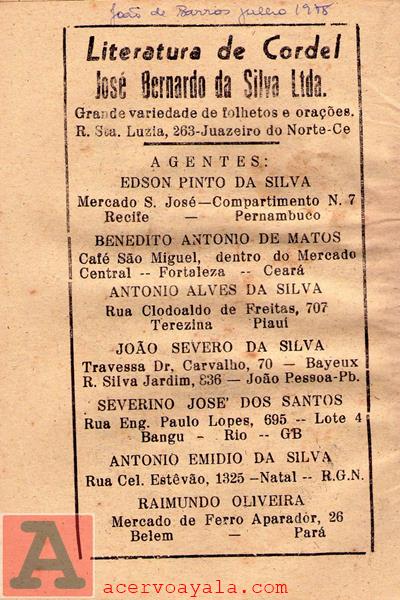 João de Barros julho 1978
Literatura de Cordel
José Bernardo da Silva Ltda.
Grande variedade de folhetos e orações.
R. Sta. Luzia, 263-Juazeiro do Norte-Ce
AGENTES:
EDSON PINTO DA SILVA
Mercado S. José—Compartimento N. 7
Recife — Pernambuco
BENEDITO ANTONIO DE MATOS
Café São Miguel, dentro do Mercado
Central -- Fortaleza -- Ceará
ANTONIO ALVES DA SILVA
Rua Clodoaldo de Freitas, 707
Terezina Piauí
JOÃO SEVERO DA SILVA
Travessa Dr. Carvalho, 70 — Bayeux
R. Silva Jardim, 836 — João Pessoa-Pb.
SEVERINO JOSE' DOS SANTOS
Rua Eng. Paulo Lopes, 695 -- Lote 4
Bangu - Rio -- GB
ANTONIO EMIDIO DA SILVA
Rua Cel. Estêvão, 1325 –Natal -- R.G.N.
RAIMUNDO OLIVEIRA
Mercado de Ferro Aparadôr, 26
Belem — Pará
A
acervoayala.com